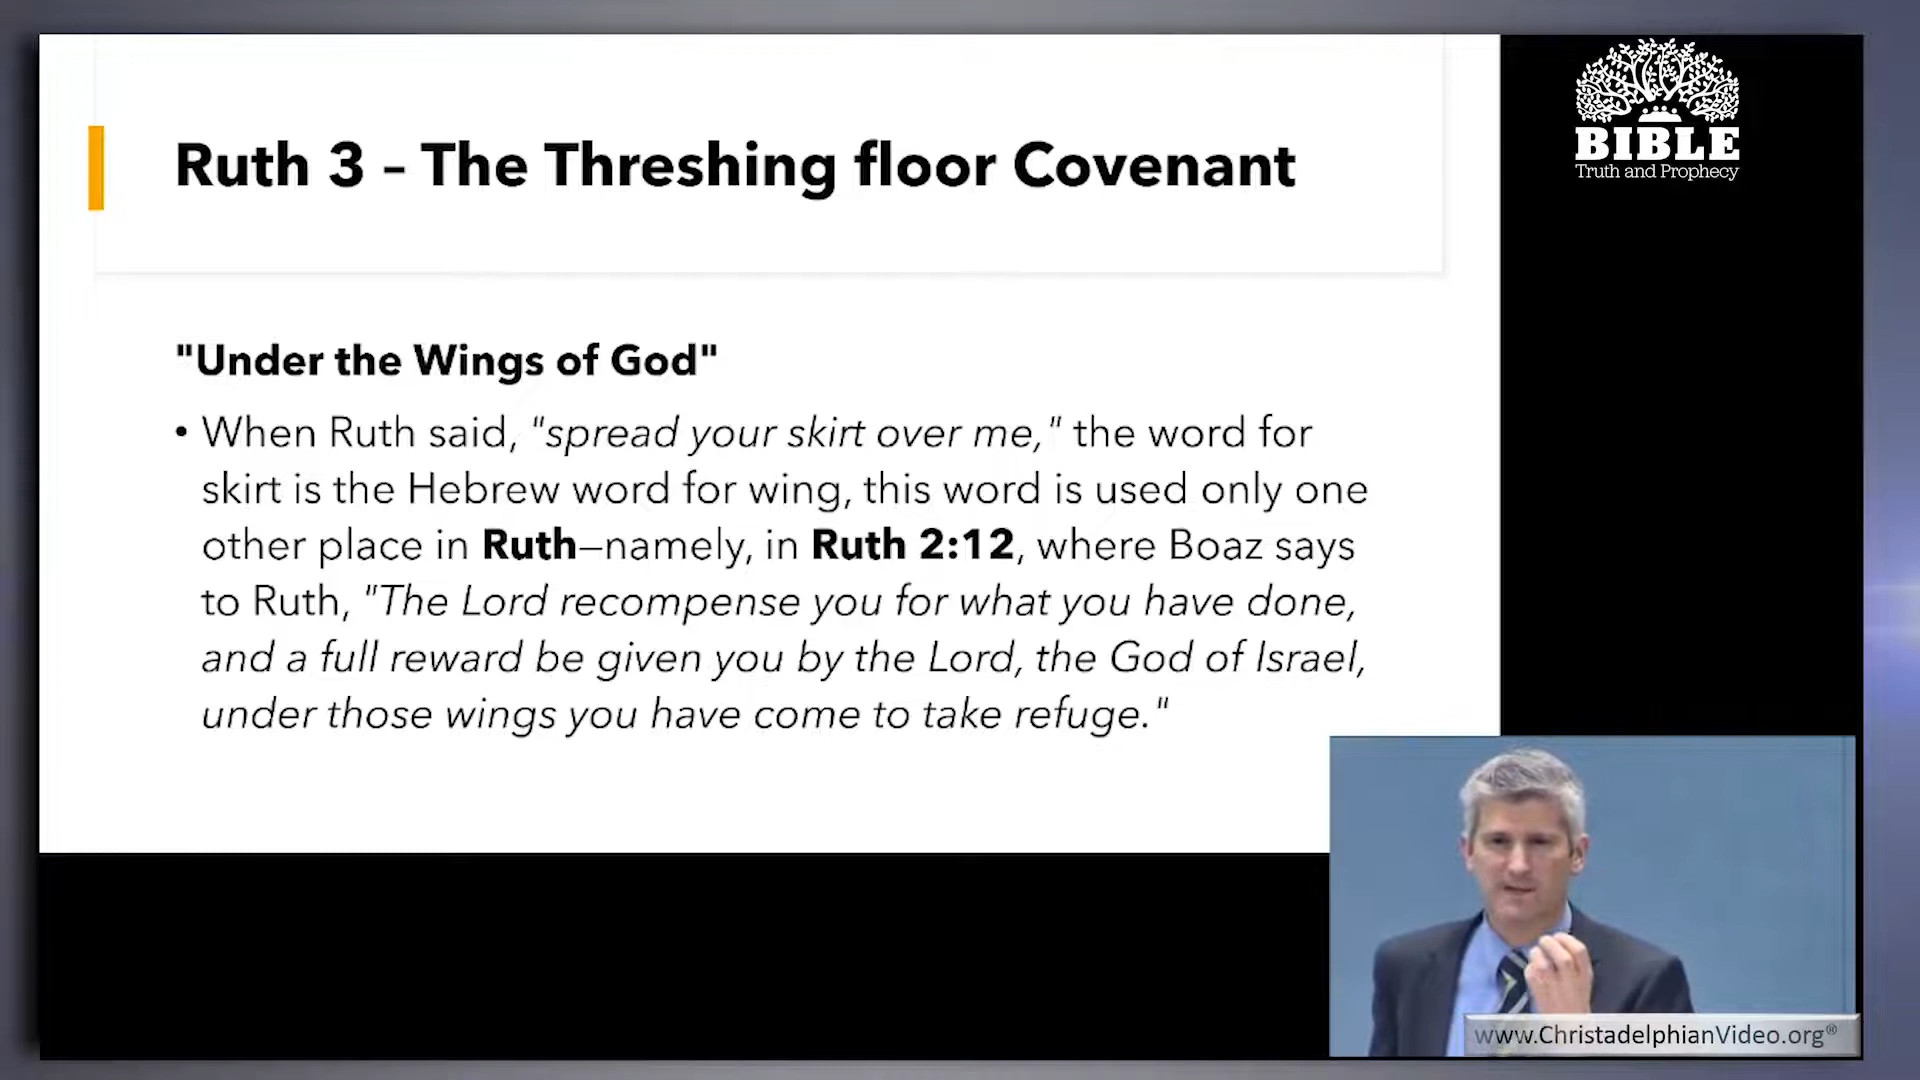 Ruth 3 – The Threshing floor Covenant
"Under the Wings of God"
• When Ruth said, "spread your skirt over me," the word for
skirt is the Hebrew word for wing, this word is used only one
other place in Ruth—namely, in Ruth 2:12, where Boaz says
to Ruth, "The Lord recompense you for what you have done,
and a full reward be given you by the Lord, the God of Israel,
under those wings you have come to take refuge."
BIBLE
Truth and Prophecy
www.ChristadelphianVideo.org®